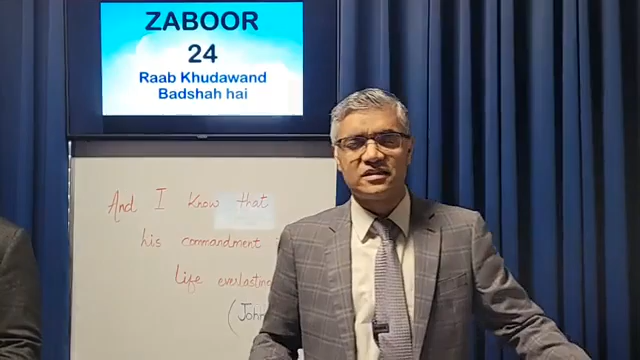 ZABOOR
24
Raab Khudawand
Badshah hai
And I Know that
his commandment
life everlasting
(John